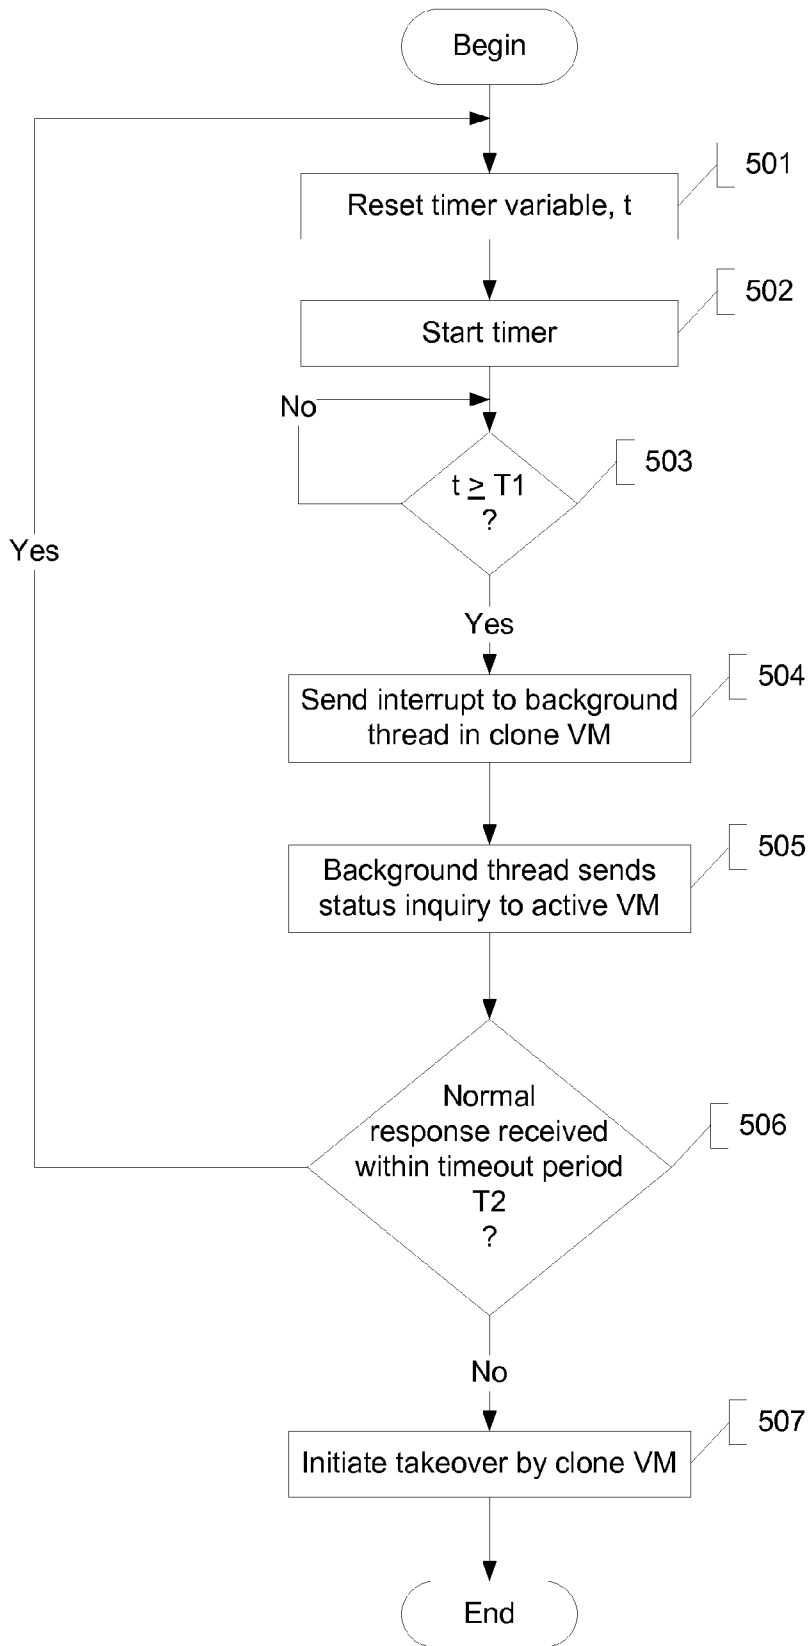 Begin
501
Reset timer variable, t
502
Start timer
No
503
t ≥ T1
?
Yes
Yes
504
Send interrupt to background
thread in clone VM
505
Background thread sends
status inquiry to active VM
Normal
response received
within timeout period
T2
?
506
No
507
Initiate takeover by clone VM
End